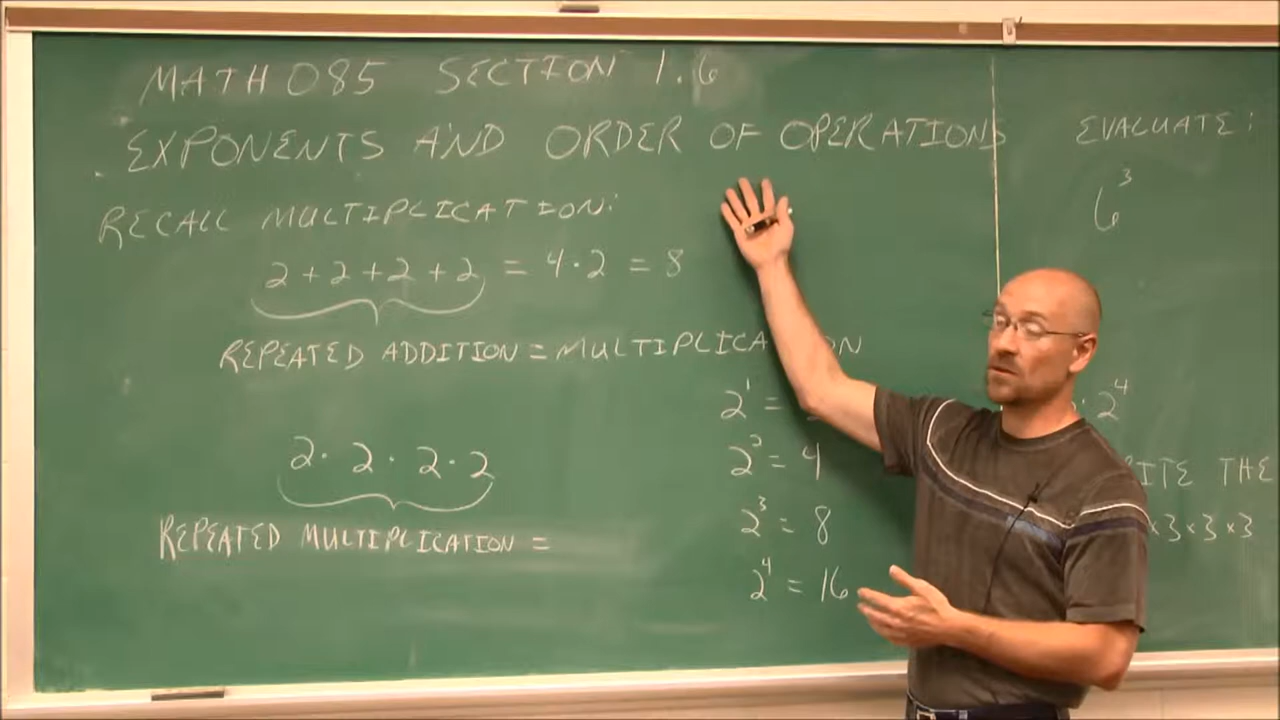 MATH 085 SECTION 1.6
EXPONENTS AND ORDER OF OPERATIONS
RECALL MULTIPLICATION:
2 + 2 + 2 + 2 = 4 · 2 = 8
REPEATED ADDITION = MULTIPLICATION
2 · 2 · 2 · 2
REPEATED MULTIPLICATION =
2¹ =
2² = 4
2³ = 8
2⁴ = 16
EVALUATE:
6³
· 2⁴
THE
×3×3×3